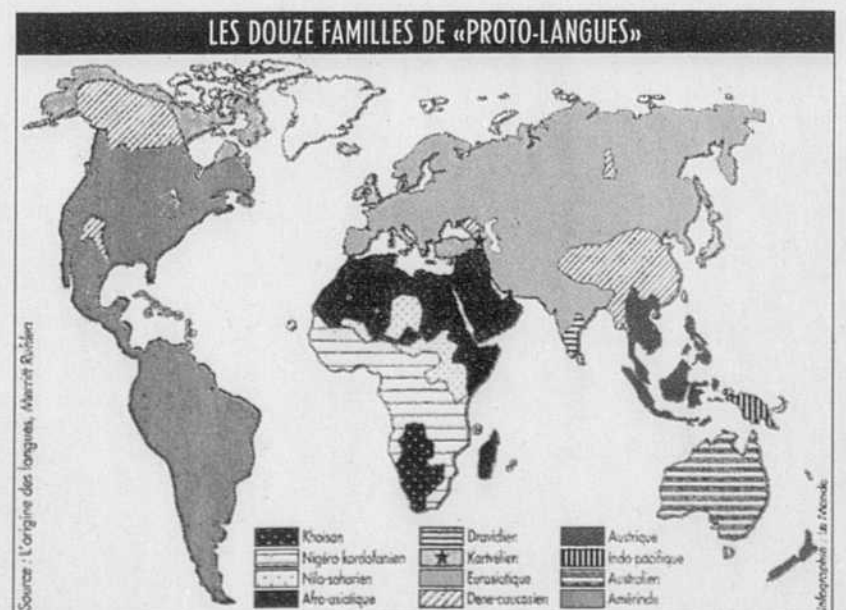 LES DOUZE FAMILLES DE «PROTO-LANGUES»
Source : L'origine des langues, Merritt Ruhlen
Khoisan
Nigéro-kordofanien
Nilo-saharien
Afro-asiatique
Dravidien
Kartvélien
Eurasiatique
Dene-caucasien
Austrique
Indo-pacifique
Australien
Amérinde
Infographie : Le Monde